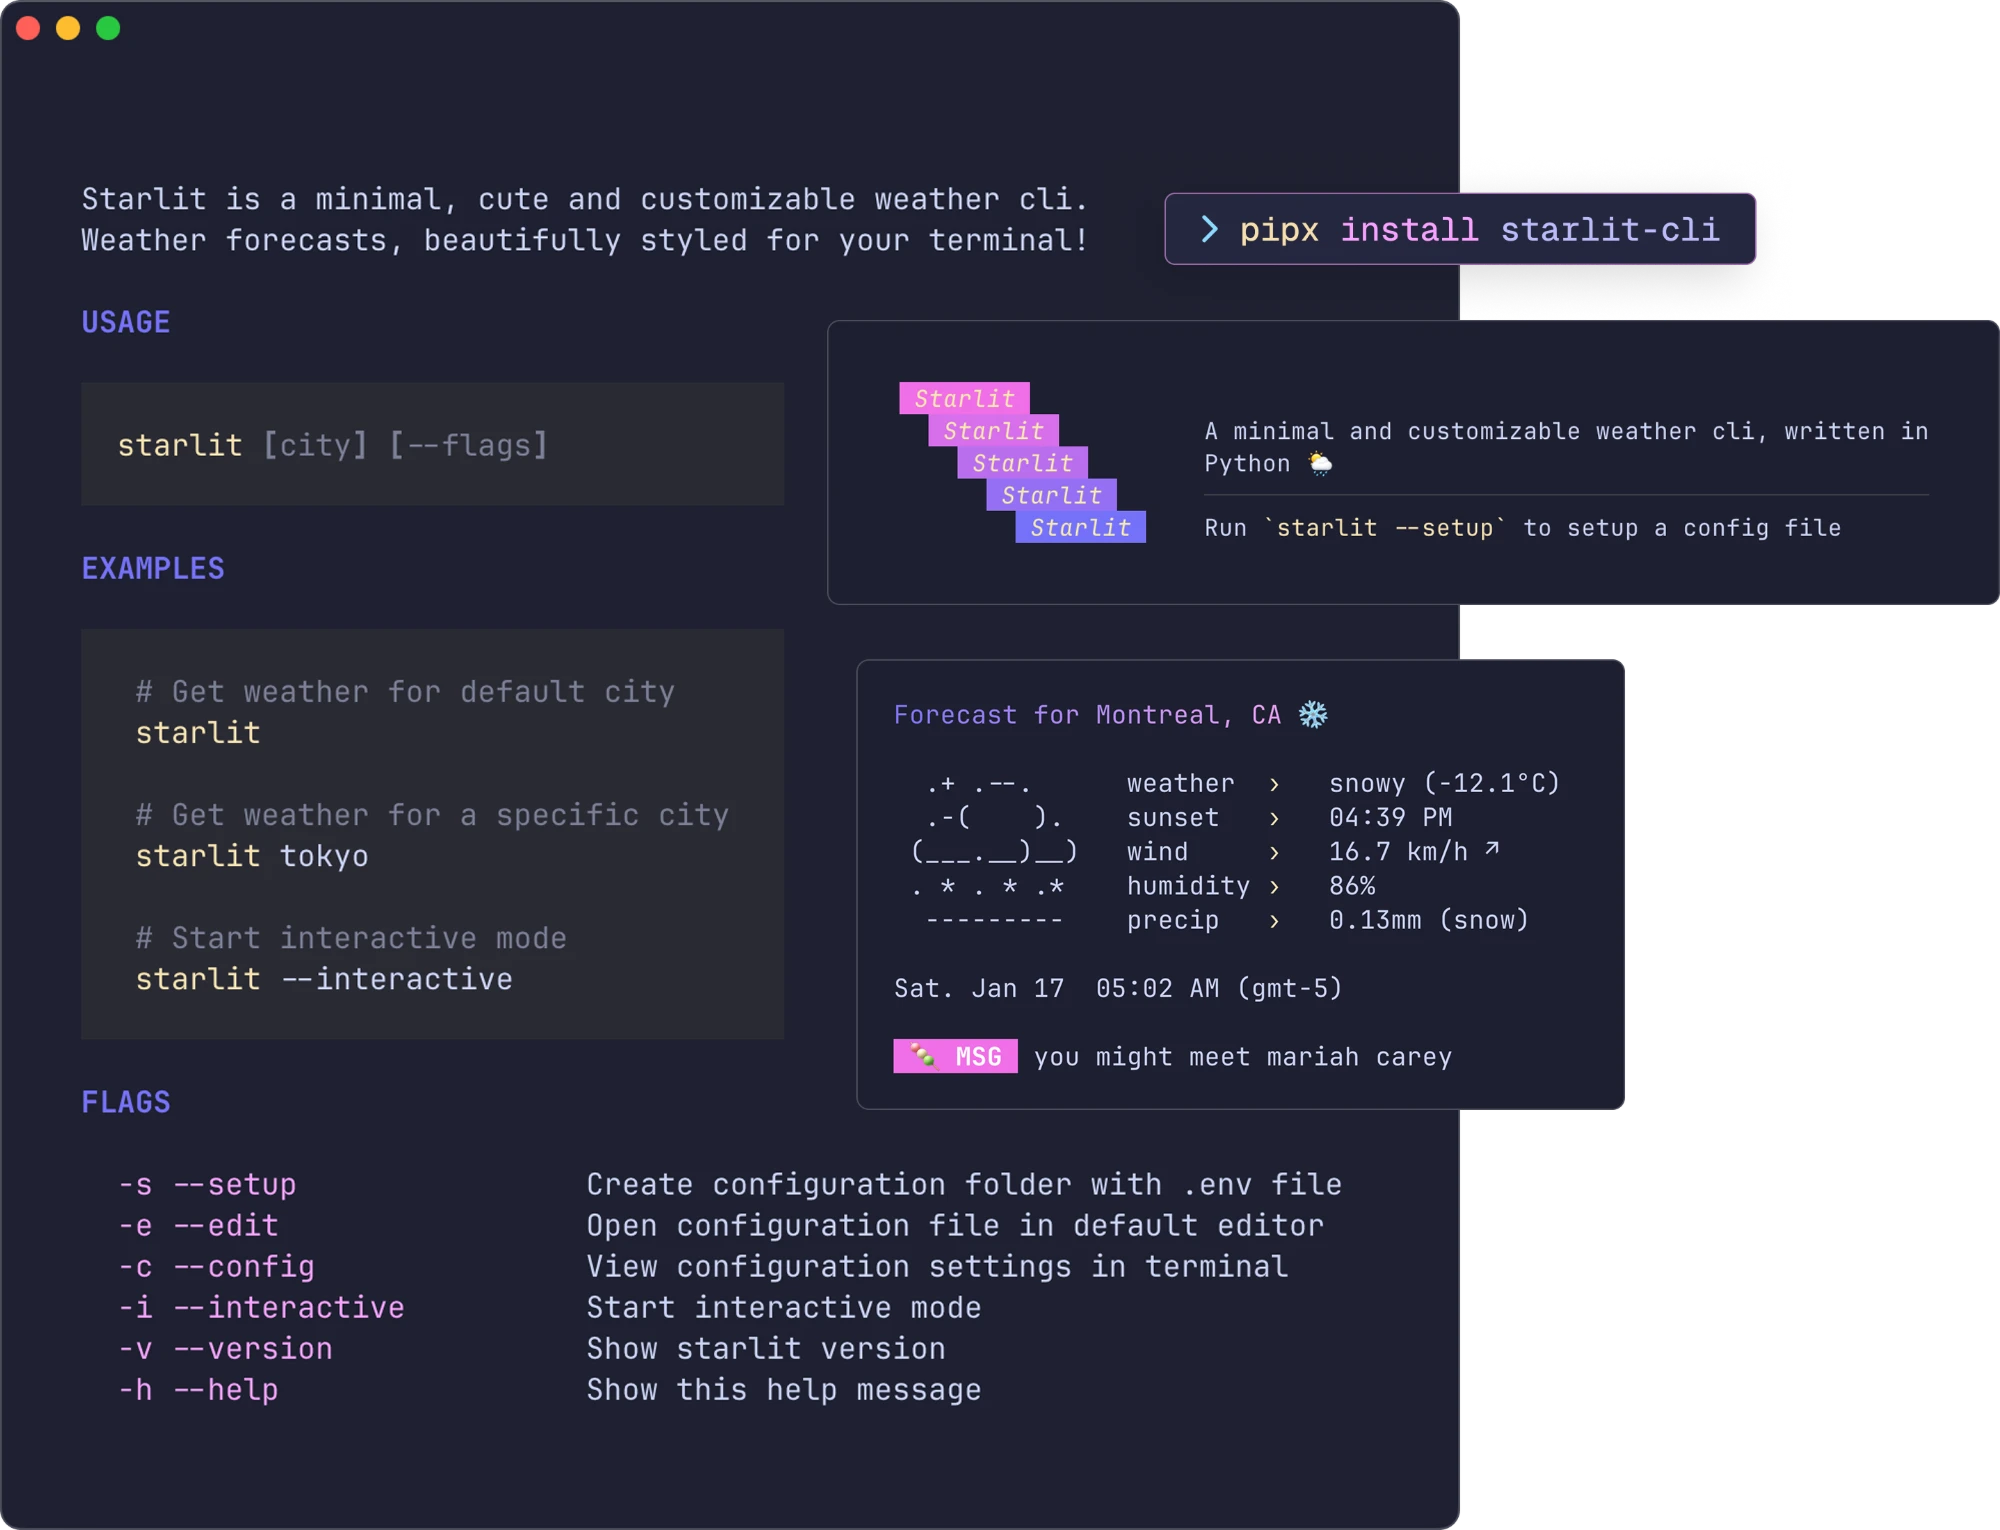 Starlit is a minimal, cute and customizable weather cli.
Weather forecasts, beautifully styled for your terminal!
> pipx install starlit-cli
USAGE
starlit [city] [--flags]
Starlit
Starlit
Starlit
Starlit
Starlit
A minimal and customizable weather cli, written in
Python 🌦️
Run `starlit --setup` to setup a config file
EXAMPLES
# Get weather for default city
starlit
# Get weather for a specific city
starlit tokyo
# Start interactive mode
starlit --interactive
Forecast for Montreal, CA ❄️
.+ .--.
.-(    ).
(___.__)__)
. * . * .*
---------
weather › snowy (-12.1°C)
sunset › 04:39 PM
wind › 16.7 km/h ↗
humidity › 86%
precip › 0.13mm (snow)
Sat. Jan 17  05:02 AM (gmt-5)
🍡 MSG you might meet mariah carey
FLAGS
-s --setup Create configuration folder with .env file
-e --edit Open configuration file in default editor
-c --config View configuration settings in terminal
-i --interactive Start interactive mode
-v --version Show starlit version
-h --help Show this help message